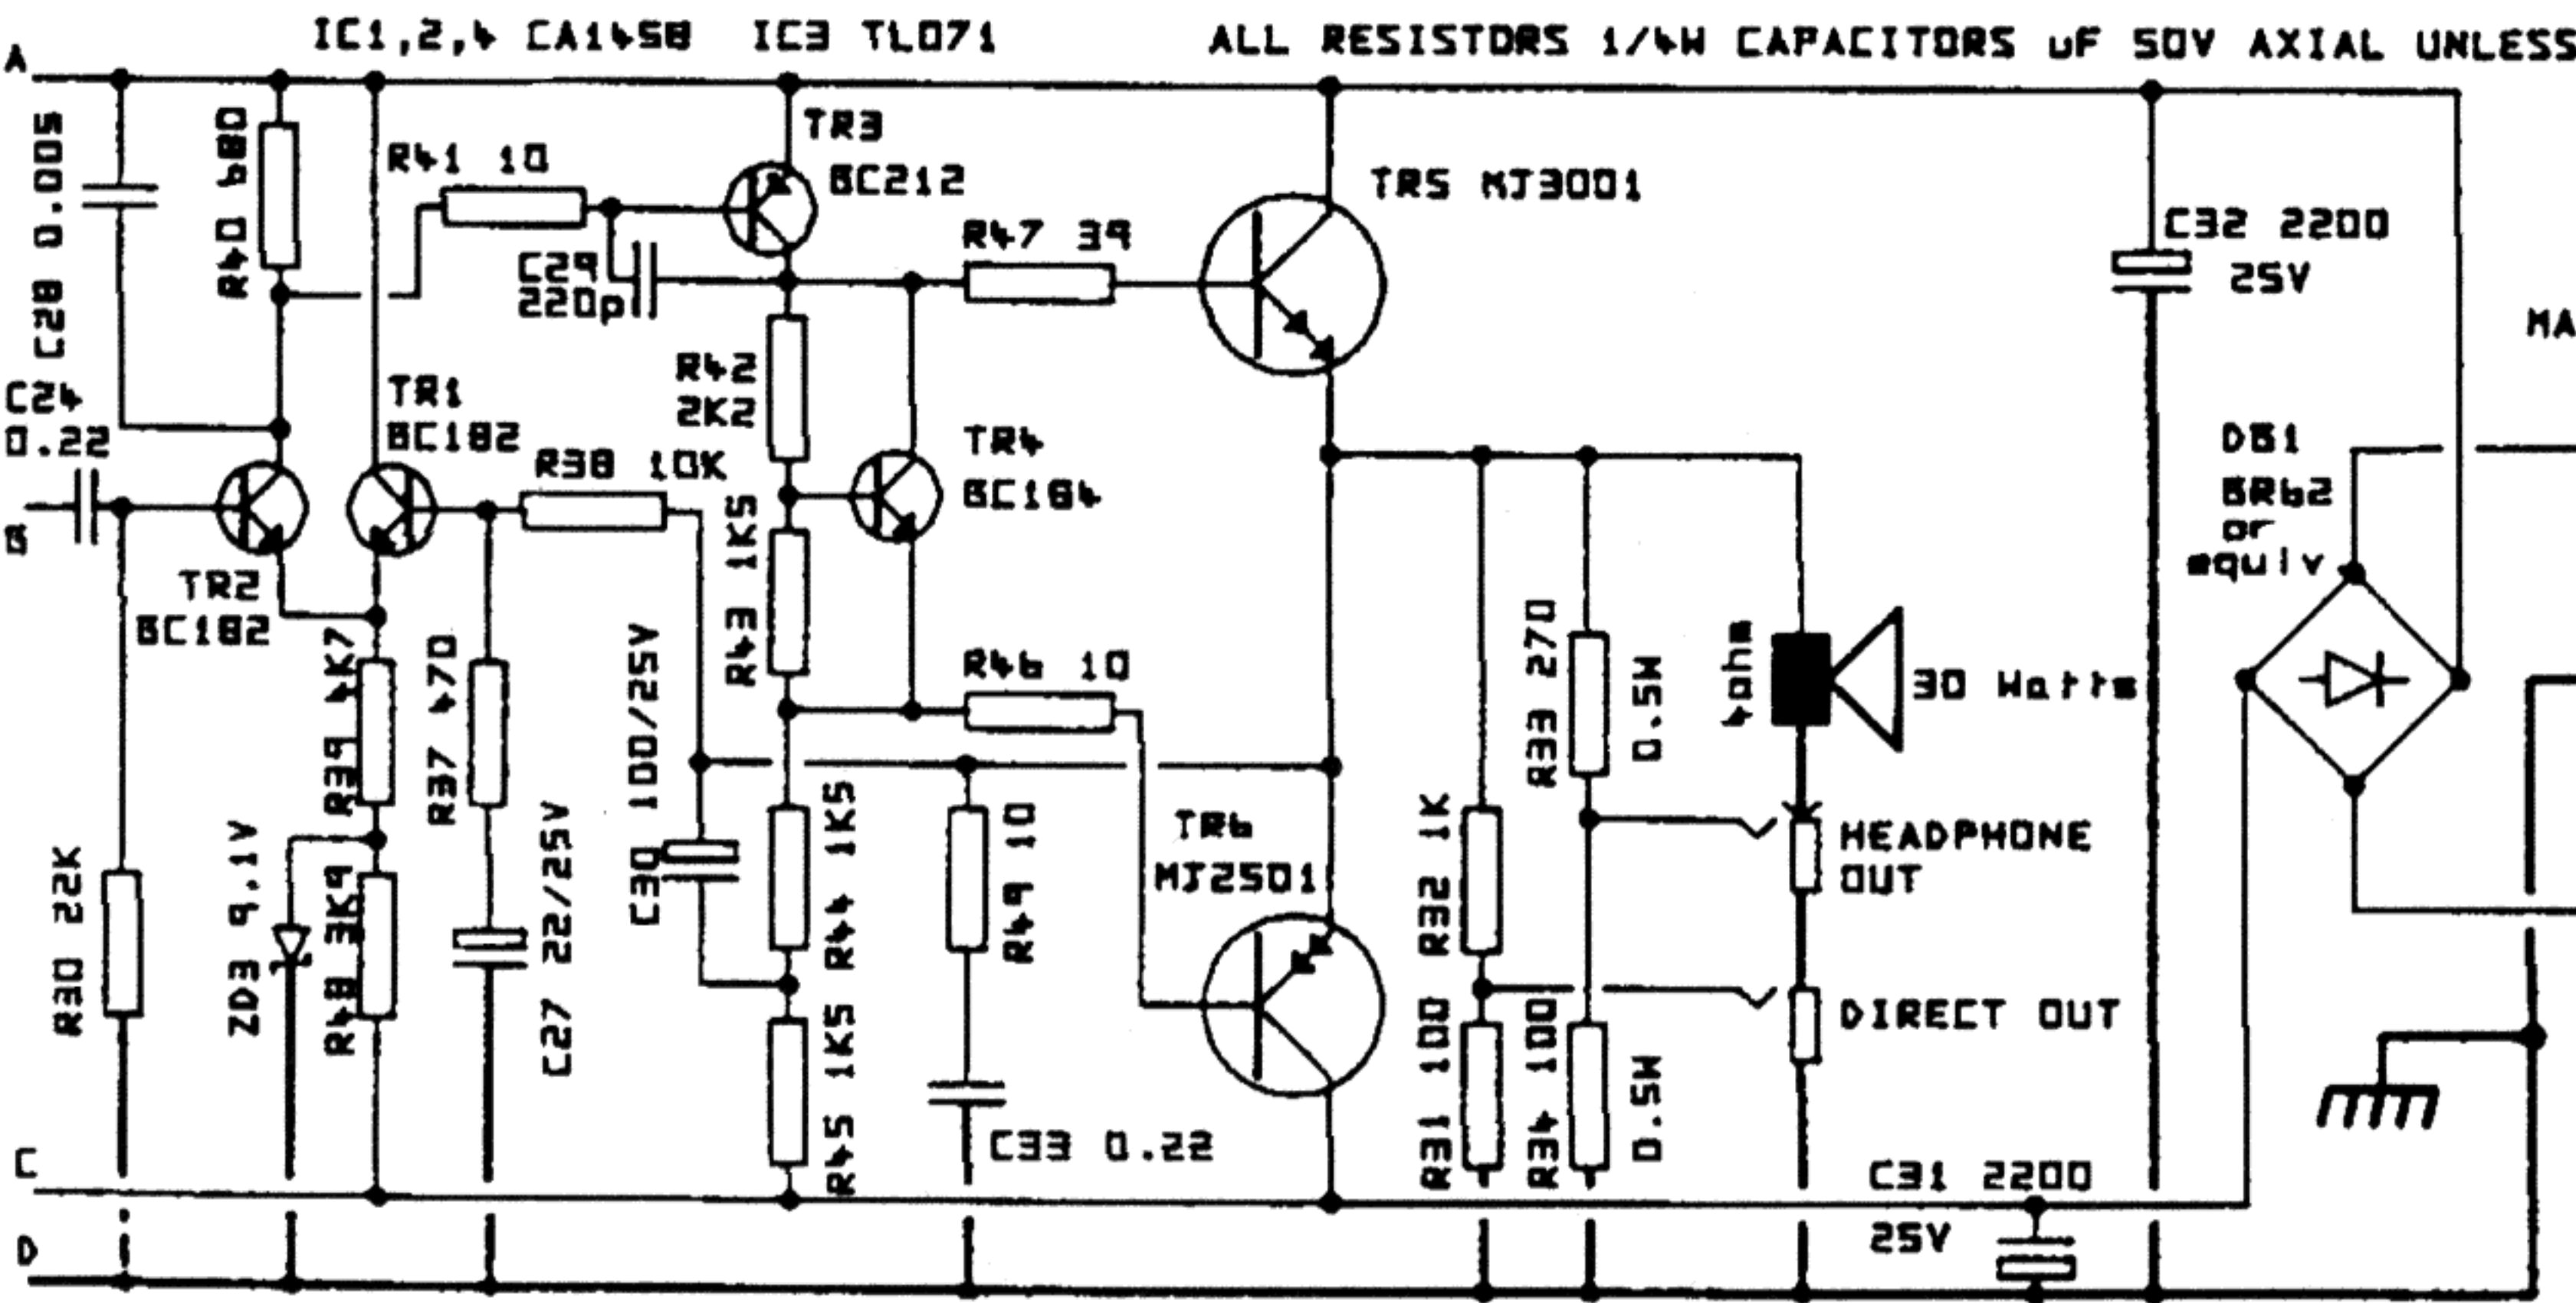 IC1,2,4 CA1458 IC3 TL071
ALL RESISTORS 1/4W CAPACITORS uF 50V AXIAL UNLESS
A
C28 0.005
R40 680
R41 10
TR3
BC212
C29
220p
R47 39
TR5 MJ3001
C32 2200
25V
MA
C24
0.22
B
TR1
BC182
R38 10K
R42
2K2
TR4
BC184
DB1
BR62
or
equiv
TR2
BC182
R39 4K7
R37 470
C30 100/25V
R43 1K5
R46 10
R33 270
0.5W
4ohm
30 Watts
R30 22K
ZD3 9.1V
R48 3K9
C27 22/25V
R44 1K5
R49 10
TR6
MJ2501
R32 1K
HEADPHONE
OUT
R45 1K5
C33 0.22
R31 100
R34 100
0.5W
DIRECT OUT
C
C31 2200
25V
D